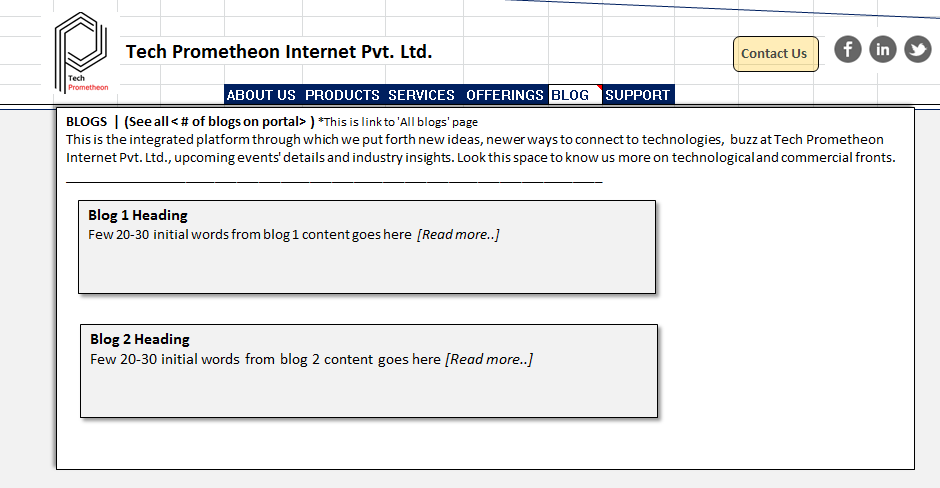 Tech
Prometheon
Tech Prometheon Internet Pvt. Ltd.
Contact Us
f in
ABOUT US PRODUCTS SERVICES OFFERINGS BLOG SUPPORT
BLOGS | (See all < # of blogs on portal> ) *This is link to 'All blogs' page
This is the integrated platform through which we put forth new ideas, newer ways to connect to technologies, buzz at Tech Prometheon
Internet Pvt. Ltd., upcoming events' details and industry insights. Look this space to know us more on technological and commercial fronts.
Blog 1 Heading
Few 20-30 initial words from blog 1 content goes here [Read more..]
Blog 2 Heading
Few 20-30 initial words from blog 2 content goes here [Read more..]